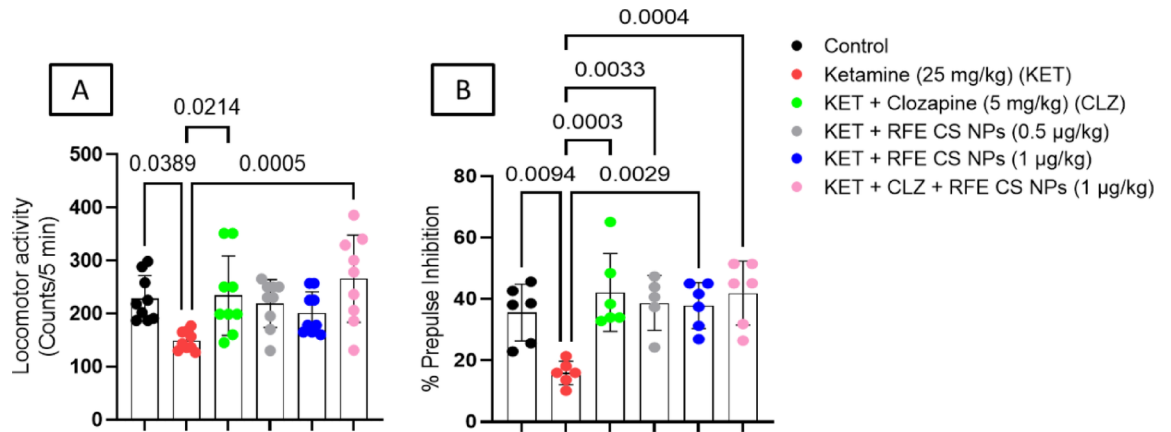 A
0.0214
0.0389
0.0005
500
400
300
200
100
0
Locomotor activity
(Counts/5 min)
B
0.0004
0.0033
0.0003
0.0094
0.0029
80
60
40
20
0
% Prepulse Inhibition
Control
Ketamine (25 mg/kg) (KET)
KET + Clozapine (5 mg/kg) (CLZ)
KET + RFE CS NPs (0.5 µg/kg)
KET + RFE CS NPs (1 µg/kg)
KET + CLZ + RFE CS NPs (1 µg/kg)